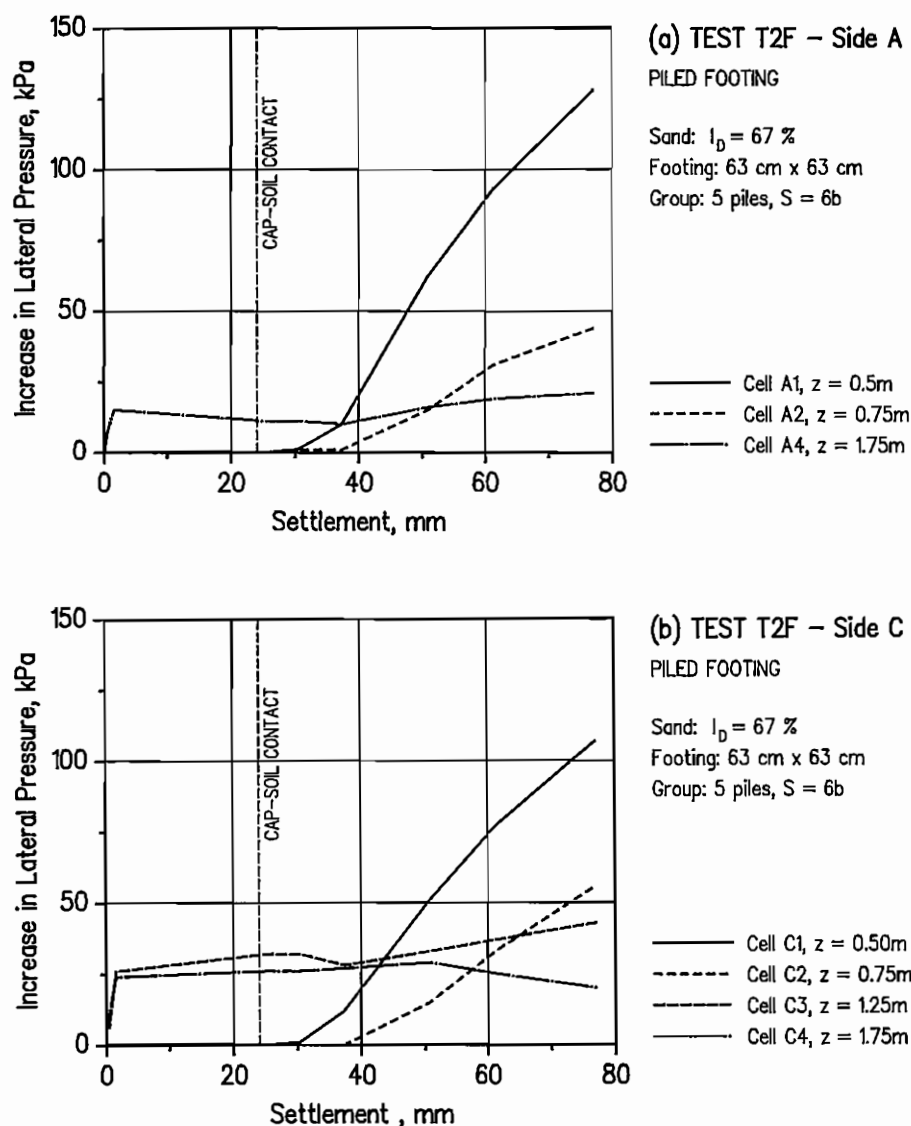 150
100
50
0
Increase in Lateral Pressure, kPa
CAP-SOIL CONTACT
0 20 40 60 80
Settlement, mm
(a) TEST T2F - Side A
PILED FOOTING
Sand: I_D = 67 %
Footing: 63 cm x 63 cm
Group: 5 piles, S = 6b
Cell A1, z = 0.5m
Cell A2, z = 0.75m
Cell A4, z = 1.75m
150
100
50
0
Increase in Lateral Pressure, kPa
CAP-SOIL CONTACT
0 20 40 60 80
Settlement , mm
(b) TEST T2F - Side C
PILED FOOTING
Sand: I_D = 67 %
Footing: 63 cm x 63 cm
Group: 5 piles, S = 6b
Cell C1, z = 0.50m
Cell C2, z = 0.75m
Cell C3, z = 1.25m
Cell C4, z = 1.75m